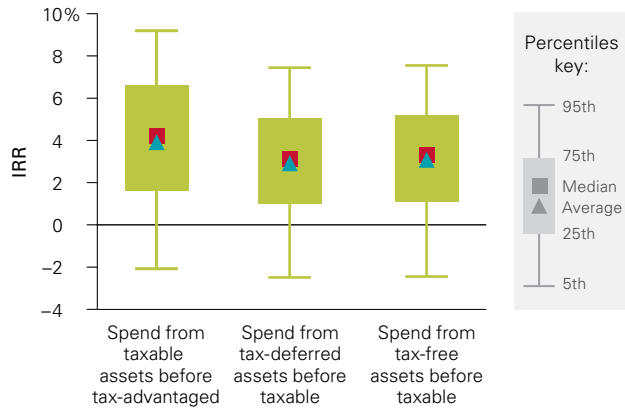 10%
8
6
4
2
0
−2
−4
IRR
Spend from
taxable
assets before
tax-advantaged
Spend from
tax-deferred
assets before
taxable
Spend from
tax-free
assets before
taxable
Percentiles
key:
95th
75th
Median
Average
25th
5th